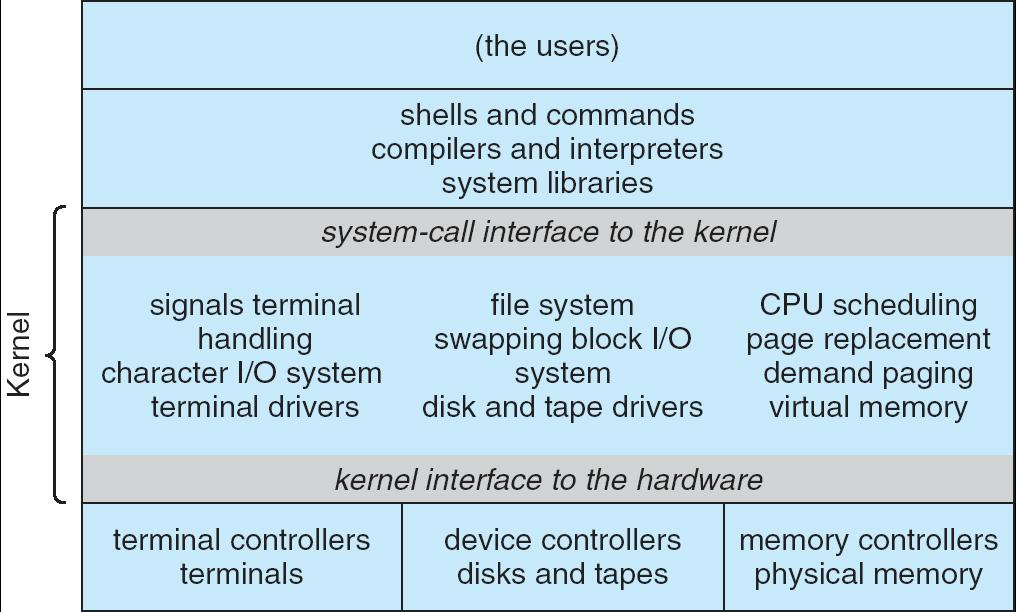 (the users)
shells and commands
compilers and interpreters
system libraries
Kernel
system-call interface to the kernel
signals terminal
handling
character I/O system
terminal drivers
file system
swapping block I/O
system
disk and tape drivers
CPU scheduling
page replacement
demand paging
virtual memory
kernel interface to the hardware
terminal controllers
terminals
device controllers
disks and tapes
memory controllers
physical memory